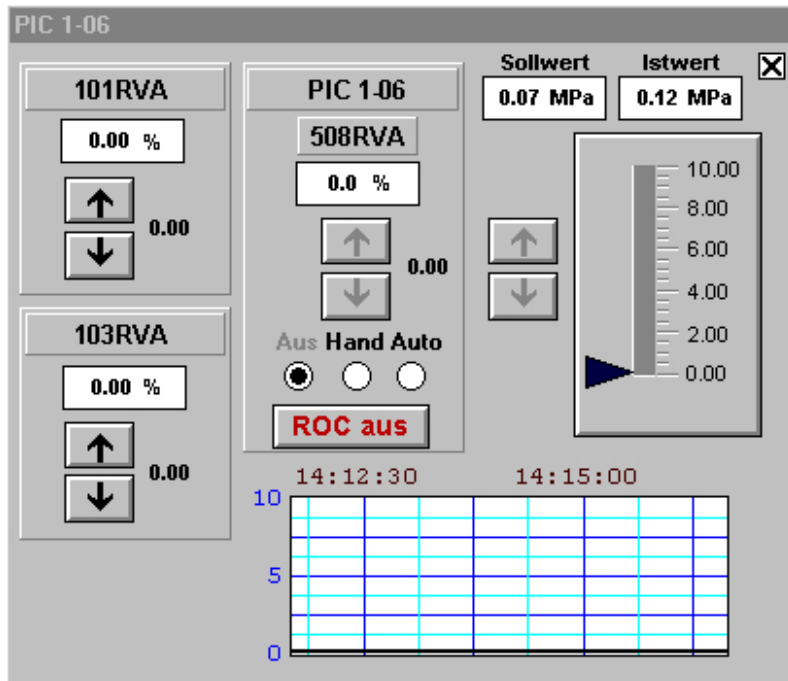 PIC 1-06
101RVA
0.00 %
0.00
103RVA
0.00 %
0.00
PIC 1-06
508RVA
0.0 %
0.00
Aus Hand Auto
ROC aus
Sollwert Istwert
0.07 MPa 0.12 MPa
10.00
8.00
6.00
4.00
2.00
0.00
14:12:30 14:15:00
10
5
0